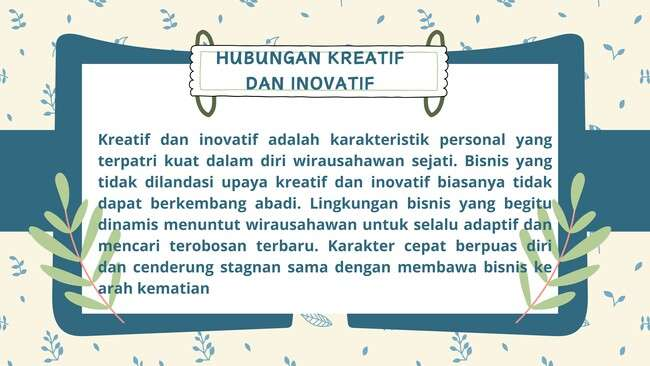 HUBUNGAN KREATIF
DAN INOVATIF
Kreatif dan inovatif adalah karakteristik personal yang
terpatri kuat dalam diri wirausahawan sejati. Bisnis yang
tidak dilandasi upaya kreatif dan inovatif biasanya tidak
dapat berkembang abadi. Lingkungan bisnis yang begitu
dinamis menuntut wirausahawan untuk selalu adaptif dan
mencari terobosan terbaru. Karakter cepat berpuas diri
dan cenderung stagnan sama dengan membawa bisnis ke
arah kematian